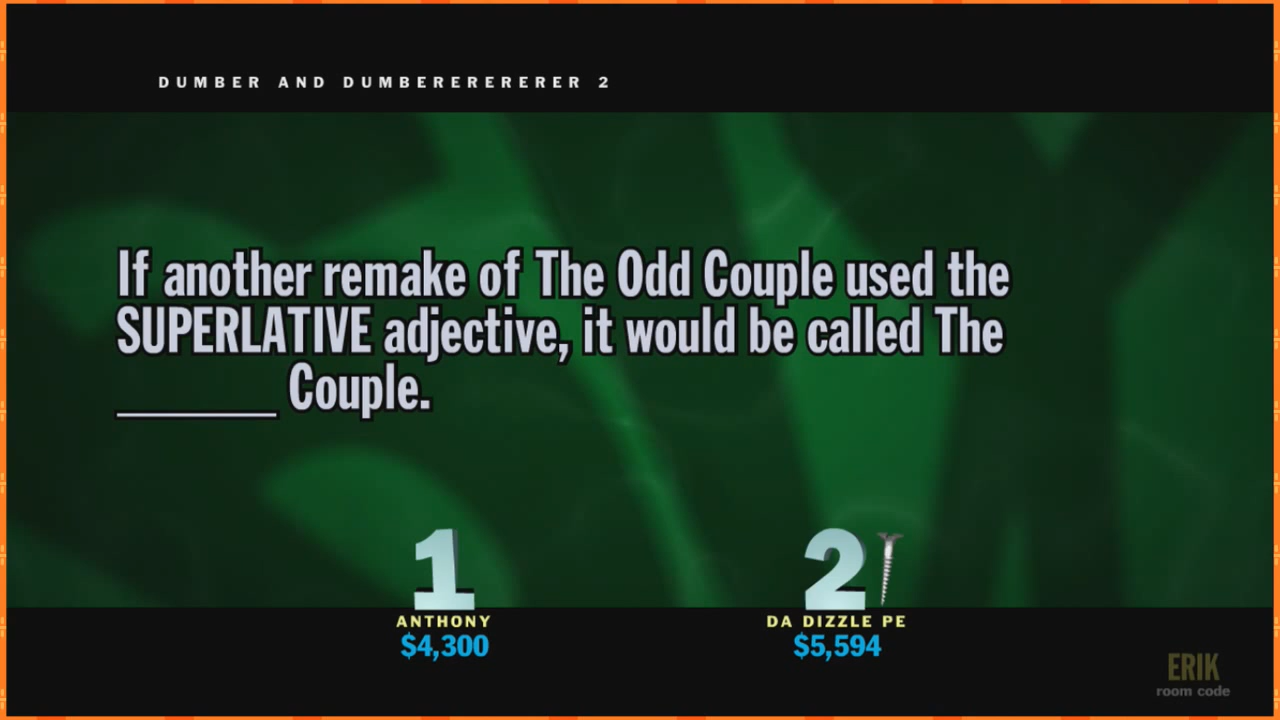 DUMBER AND DUMBERERERERER 2
If another remake of The Odd Couple used the
SUPERLATIVE adjective, it would be called The
________ Couple.
1
2
ANTHONY
DA DIZZLE PE
$4,300
$5,594
ERIK
room code